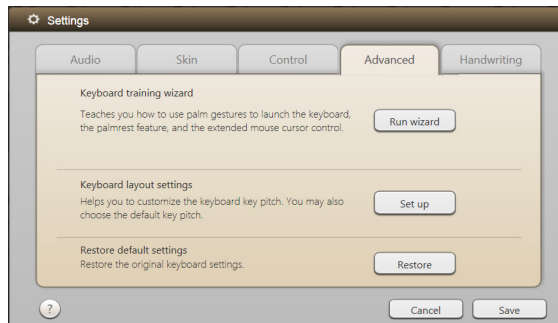 Settings
Audio Skin Control Advanced Handwriting
Keyboard training wizard
Teaches you how to use palm gestures to launch the keyboard,
the palmrest feature, and the extended mouse cursor control.
Run wizard
Keyboard layout settings
Helps you to customize the keyboard key pitch. You may also
choose the default key pitch.
Set up
Restore default settings
Restore the original keyboard settings.
Restore
? Cancel Save